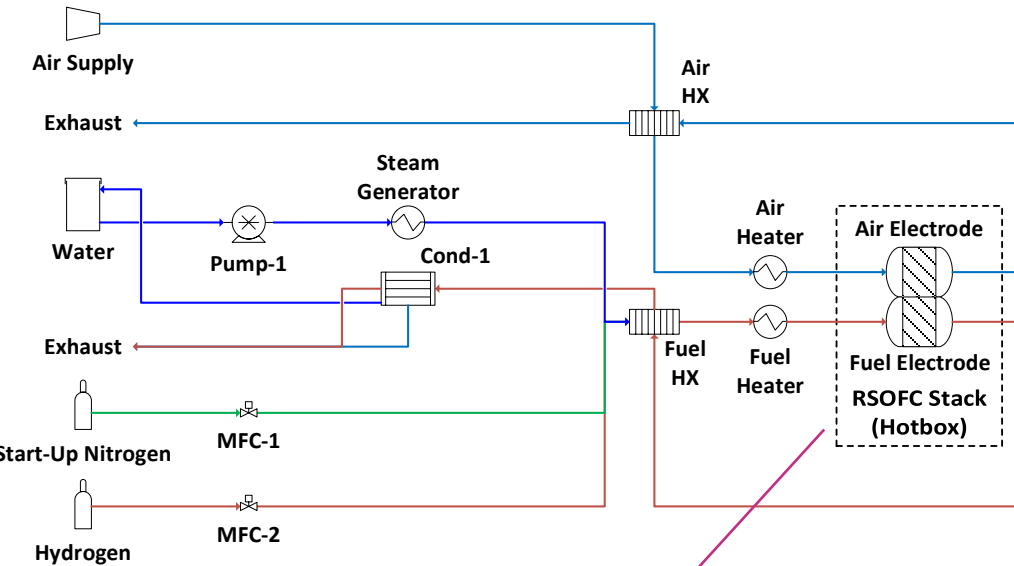 Air Supply
Air
HX
Exhaust
Steam
Generator
Water
Pump-1
Cond-1
Air
Heater
Air Electrode
Exhaust
Fuel
HX
Fuel
Heater
Fuel Electrode
RSOFC Stack
(Hotbox)
Start-Up Nitrogen
MFC-1
Hydrogen
MFC-2